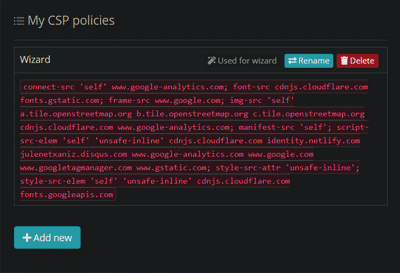 My CSP policies
Wizard Used for wizard Rename Delete
connect-src 'self' www.google-analytics.com; font-src cdnjs.cloudflare.com
fonts.gstatic.com; frame-src www.google.com; img-src 'self'
a.tile.openstreetmap.org b.tile.openstreetmap.org c.tile.openstreetmap.org
cdnjs.cloudflare.com www.google-analytics.com; manifest-src 'self'; script-
src-elem 'self' 'unsafe-inline' cdnjs.cloudflare.com identity.netlify.com
julenetxaniz.disqus.com www.google-analytics.com www.google.com
www.googletagmanager.com www.gstatic.com; style-src-attr 'unsafe-inline';
style-src-elem 'self' 'unsafe-inline' cdnjs.cloudflare.com
fonts.googleapis.com
Add new